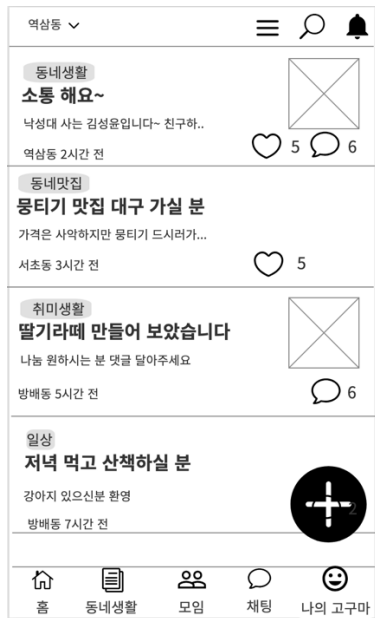 역삼동
동네생활
소통 해요~
낙성대 사는 김성윤입니다~ 친구하..
역삼동 2시간 전
5 6
동네맛집
뭉티기 맛집 대구 가실 분
가격은 사악하지만 뭉티기 드시러가...
서초동 3시간 전
5
취미생활
딸기라떼 만들어 보았습니다
나눔 원하시는 분 댓글 달아주세요
방배동 5시간 전
6
일상
저녁 먹고 산책하실 분
강아지 있으신분 환영
방배동 7시간 전
2
홈 동네생활 모임 채팅 나의 고구마